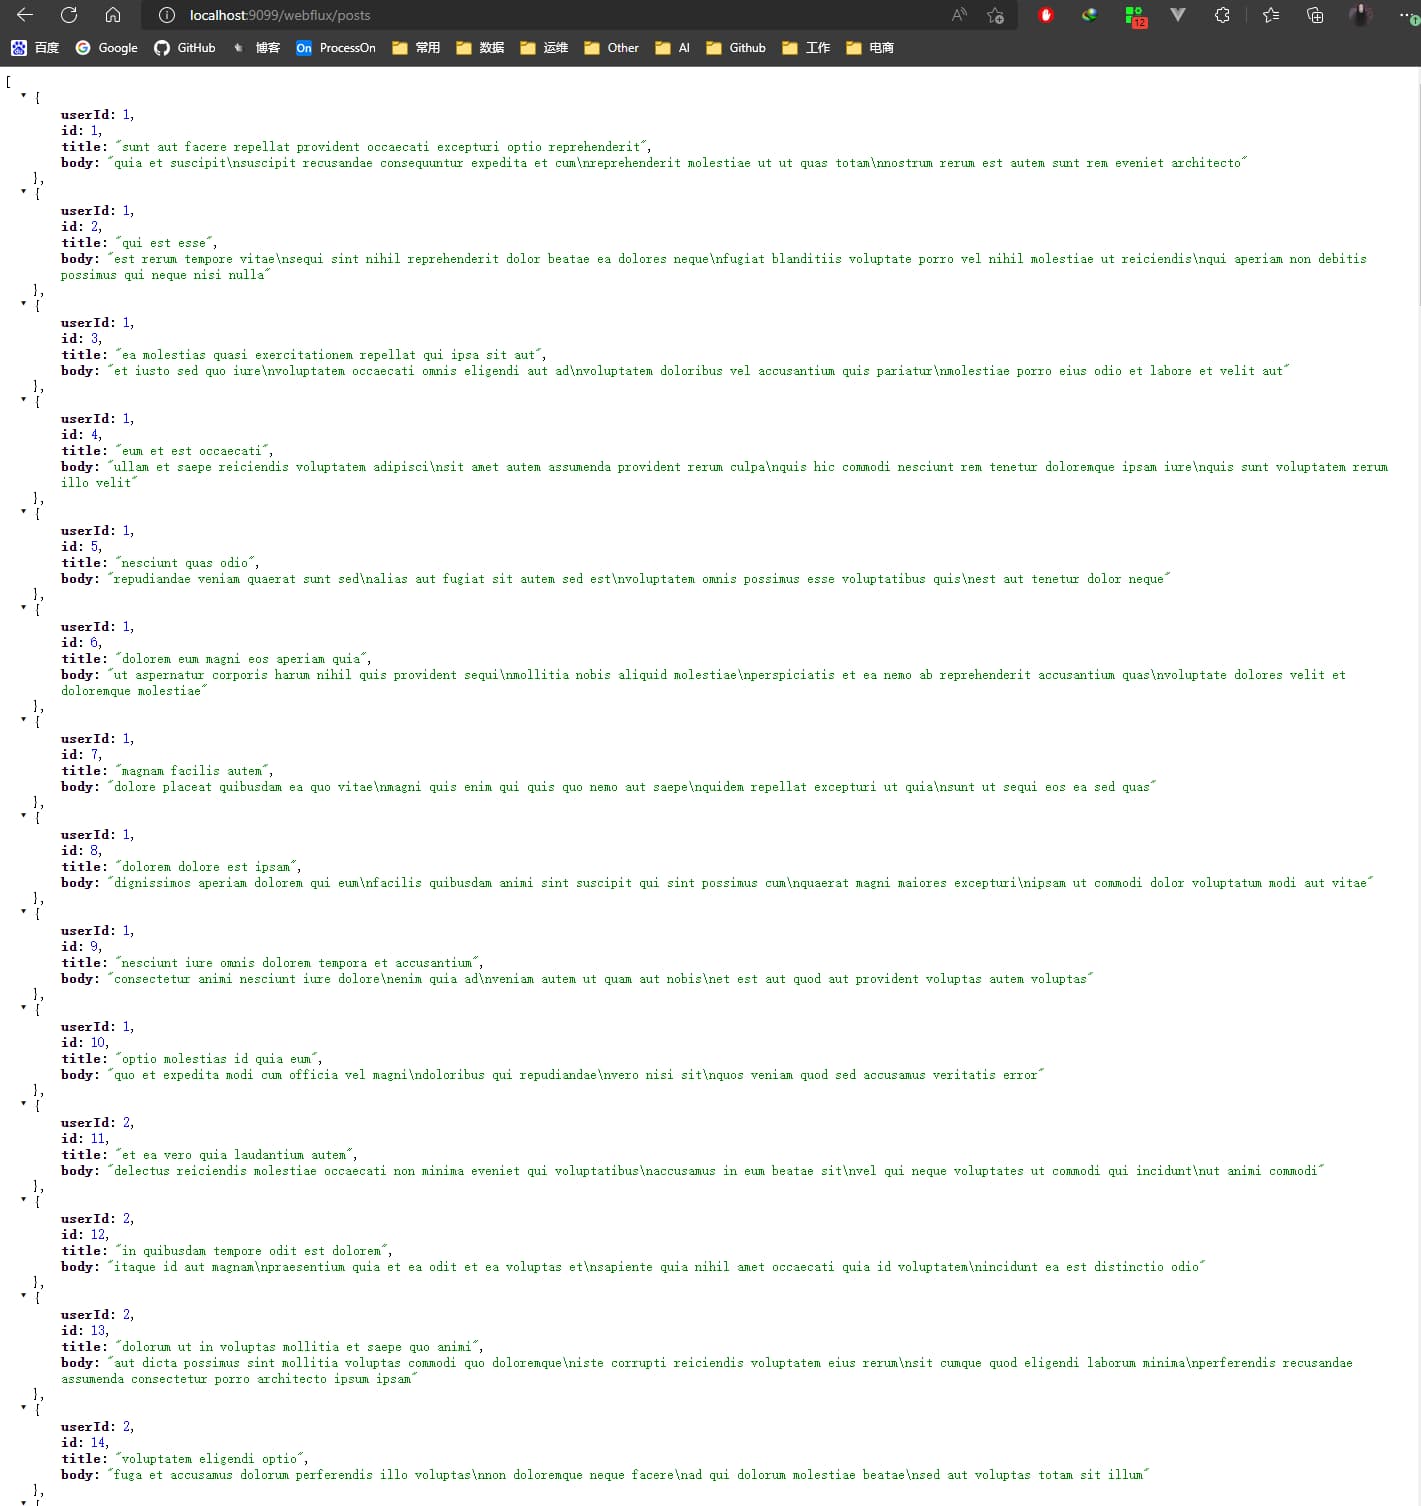 localhost:9099/webflux/posts
12
百度 Google GitHub 博客 On ProcessOn 常用 数据 运维 Other AI Github 工作 电商
[
{
userId: 1,
id: 1,
title: "sunt aut facere repellat provident occaecati excepturi optio reprehenderit",
body: "quia et suscipit\nsuscipit recusandae consequuntur expedita et cum\nreprehenderit molestiae ut ut quas totam\nnostrum rerum est autem sunt rem eveniet architecto"
},
{
userId: 1,
id: 2,
title: "qui est esse",
body: "est rerum tempore vitae\nsequi sint nihil reprehenderit dolor beatae ea dolores neque\nfugiat blanditiis voluptate porro vel nihil molestiae ut reiciendis\nqui aperiam non debitis
possimus qui neque nisi nulla"
},
{
userId: 1,
id: 3,
title: "ea molestias quasi exercitationem repellat qui ipsa sit aut",
body: "et iusto sed quo iure\nvoluptatem occaecati omnis eligendi aut ad\nvoluptatem doloribus vel accusantium quis pariatur\nmolestiae porro eius odio et labore et velit aut"
},
{
userId: 1,
id: 4,
title: "eum et est occaecati",
body: "ullam et saepe reiciendis voluptatem adipisci\nsit amet autem assumenda provident rerum culpa\nquis hic commodi nesciunt rem tenetur doloremque ipsam iure\nquis sunt voluptatem rerum
illo velit"
},
{
userId: 1,
id: 5,
title: "nesciunt quas odio",
body: "repudiandae veniam quaerat sunt sed\nalias aut fugiat sit autem sed est\nvoluptatem omnis possimus esse voluptatibus quis\nest aut tenetur dolor neque"
},
{
userId: 1,
id: 6,
title: "dolorem eum magni eos aperiam quia",
body: "ut aspernatur corporis harum nihil quis provident sequi\nmollitia nobis aliquid molestiae\nperspiciatis et ea nemo ab reprehenderit accusantium quas\nvoluptate dolores velit et
doloremque molestiae"
},
{
userId: 1,
id: 7,
title: "magnam facilis autem",
body: "dolore placeat quibusdam ea quo vitae\nmagni quis enim qui quis quo nemo aut saepe\nquidem repellat excepturi ut quia\nsunt ut sequi eos ea sed quas"
},
{
userId: 1,
id: 8,
title: "dolorem dolore est ipsam",
body: "dignissimos aperiam dolorem qui eum\nfacilis quibusdam animi sint suscipit qui sint possimus cum\nquaerat magni maiores excepturi\nipsam ut commodi dolor voluptatum modi aut vitae"
},
{
userId: 1,
id: 9,
title: "nesciunt iure omnis dolorem tempora et accusantium",
body: "consectetur animi nesciunt iure dolore\nenim quia ad\nveniam autem ut quam aut nobis\net est aut quod aut provident voluptas autem voluptas"
},
{
userId: 1,
id: 10,
title: "optio molestias id quia eum",
body: "quo et expedita modi cum officia vel magni\ndoloribus qui repudiandae\nvero nisi sit\nquos veniam quod sed accusamus veritatis error"
},
{
userId: 2,
id: 11,
title: "et ea vero quia laudantium autem",
body: "delectus reiciendis molestiae occaecati non minima eveniet qui voluptatibus\naccusamus in eum beatae sit\nvel qui neque voluptates ut commodi qui incidunt\nut animi commodi"
},
{
userId: 2,
id: 12,
title: "in quibusdam tempore odit est dolorem",
body: "itaque id aut magnam\npraesentium quia et ea odit et ea voluptas et\nsapiente quia nihil amet occaecati quia id voluptatem\nincidunt ea est distinctio odio"
},
{
userId: 2,
id: 13,
title: "dolorum ut in voluptas mollitia et saepe quo animi",
body: "aut dicta possimus sint mollitia voluptas commodi quo doloremque\niste corrupti reiciendis voluptatem eius rerum\nsit cumque quod eligendi laborum minima\nperferendis recusandae
assumenda consectetur porro architecto ipsum ipsam"
},
{
userId: 2,
id: 14,
title: "voluptatem eligendi optio",
body: "fuga et accusamus dolorum perferendis illo voluptas\nnon doloremque neque facere\nad qui dolorum molestiae beatae\nsed aut voluptas totam sit illum"
},
{